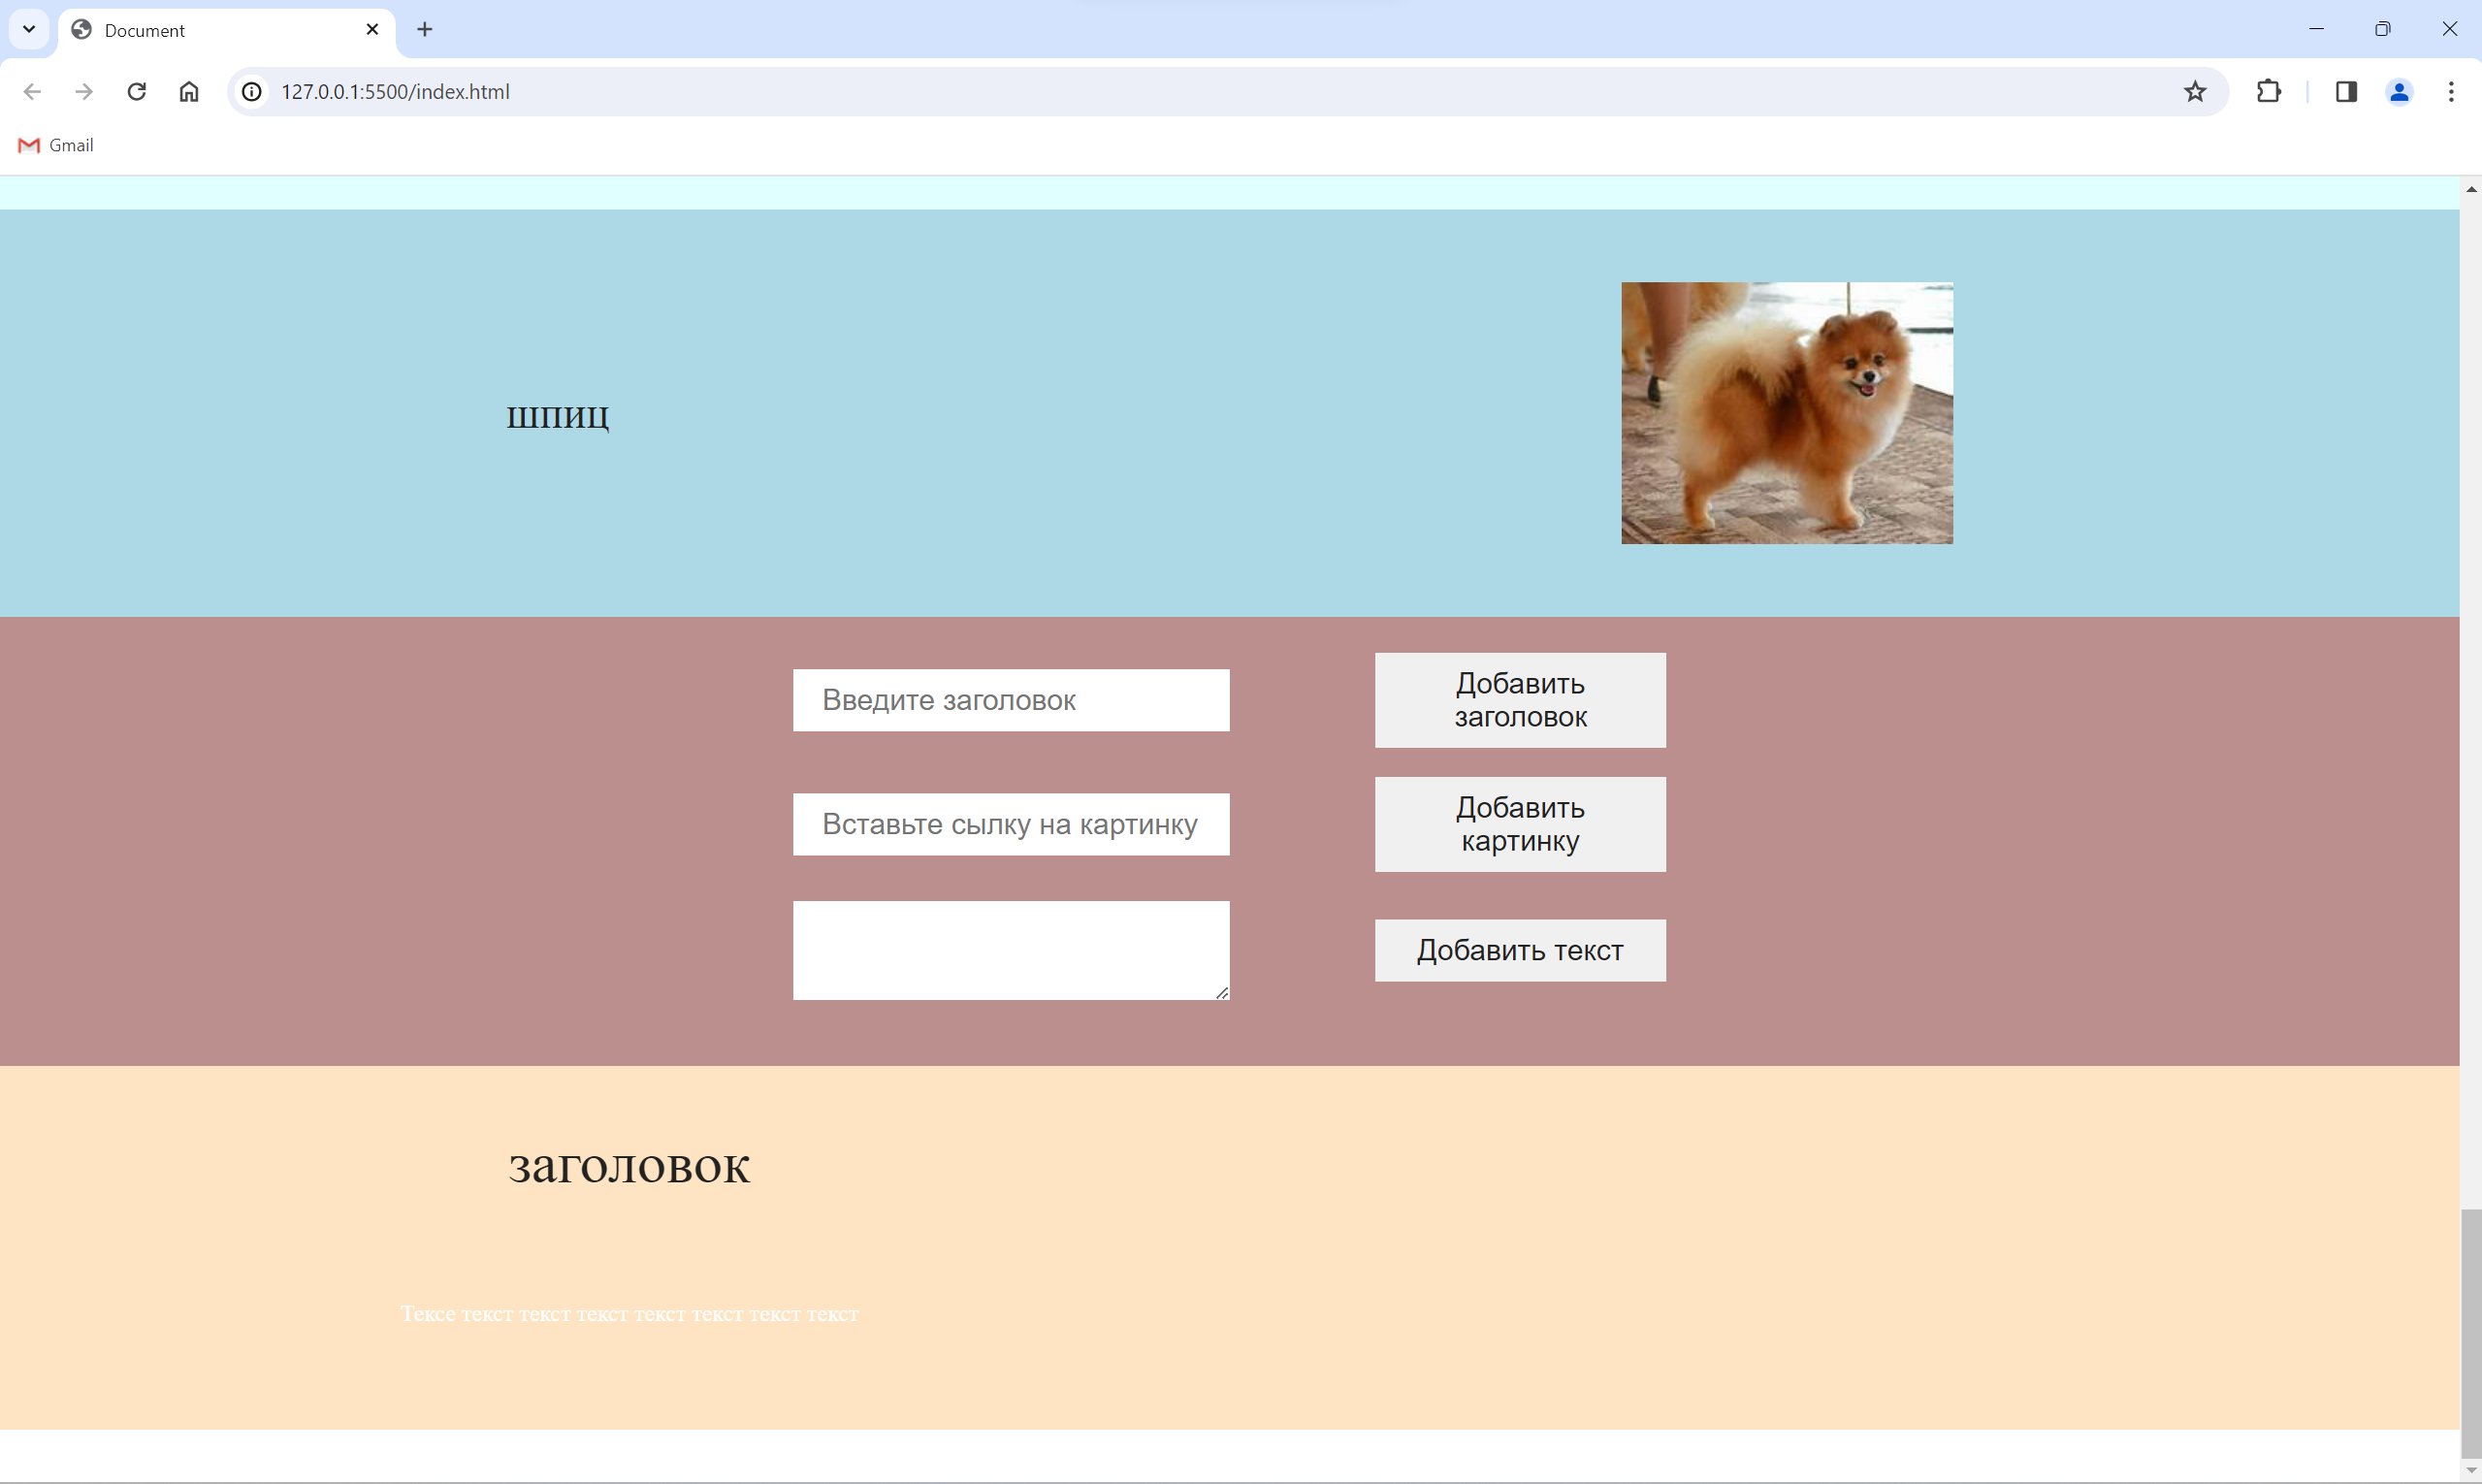 Document
127.0.0.1:5500/index.html
Gmail
шпиц
Введите заголовок
Добавить
заголовок
Вставьте сылку на картинку
Добавить
картинку
Добавить текст
заголовок
Тексе текст текст текст текст текст текст текст